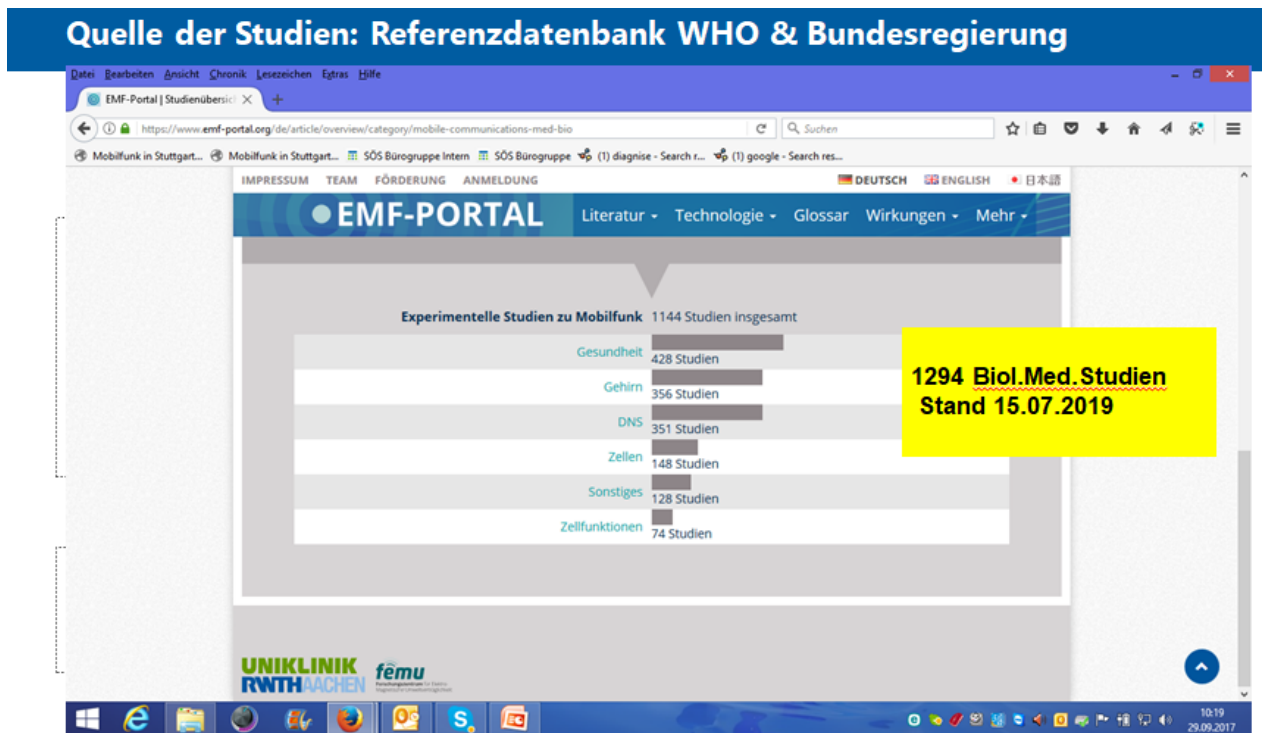 Quelle der Studien: Referenzdatenbank WHO & Bundesregierung
Datei Bearbeiten Ansicht Chronik Lesezeichen Extras Hilfe
EMF-Portal | Studienübersic
https://www.emf-portal.org/de/article/overview/category/mobile-communications-med-bio
Suchen
Mobilfunk in Stuttgart... Mobilfunk in Stuttgart... SÖS Bürogruppe Intern SÖS Bürogruppe (1) diagnise - Search r... (1) google - Search res...
IMPRESSUM TEAM FÖRDERUNG ANMELDUNG DEUTSCH ENGLISH 日本語
EMF-PORTAL Literatur Technologie Glossar Wirkungen Mehr
Experimentelle Studien zu Mobilfunk 1144 Studien insgesamt
Gesundheit 428 Studien
Gehirn 356 Studien
DNS 351 Studien
Zellen 148 Studien
Sonstiges 128 Studien
Zellfunktionen 74 Studien
1294 Biol.Med.Studien
Stand 15.07.2019
UNIKLINIK
RWTHAACHEN
fēmu
10:19
29.09.2017